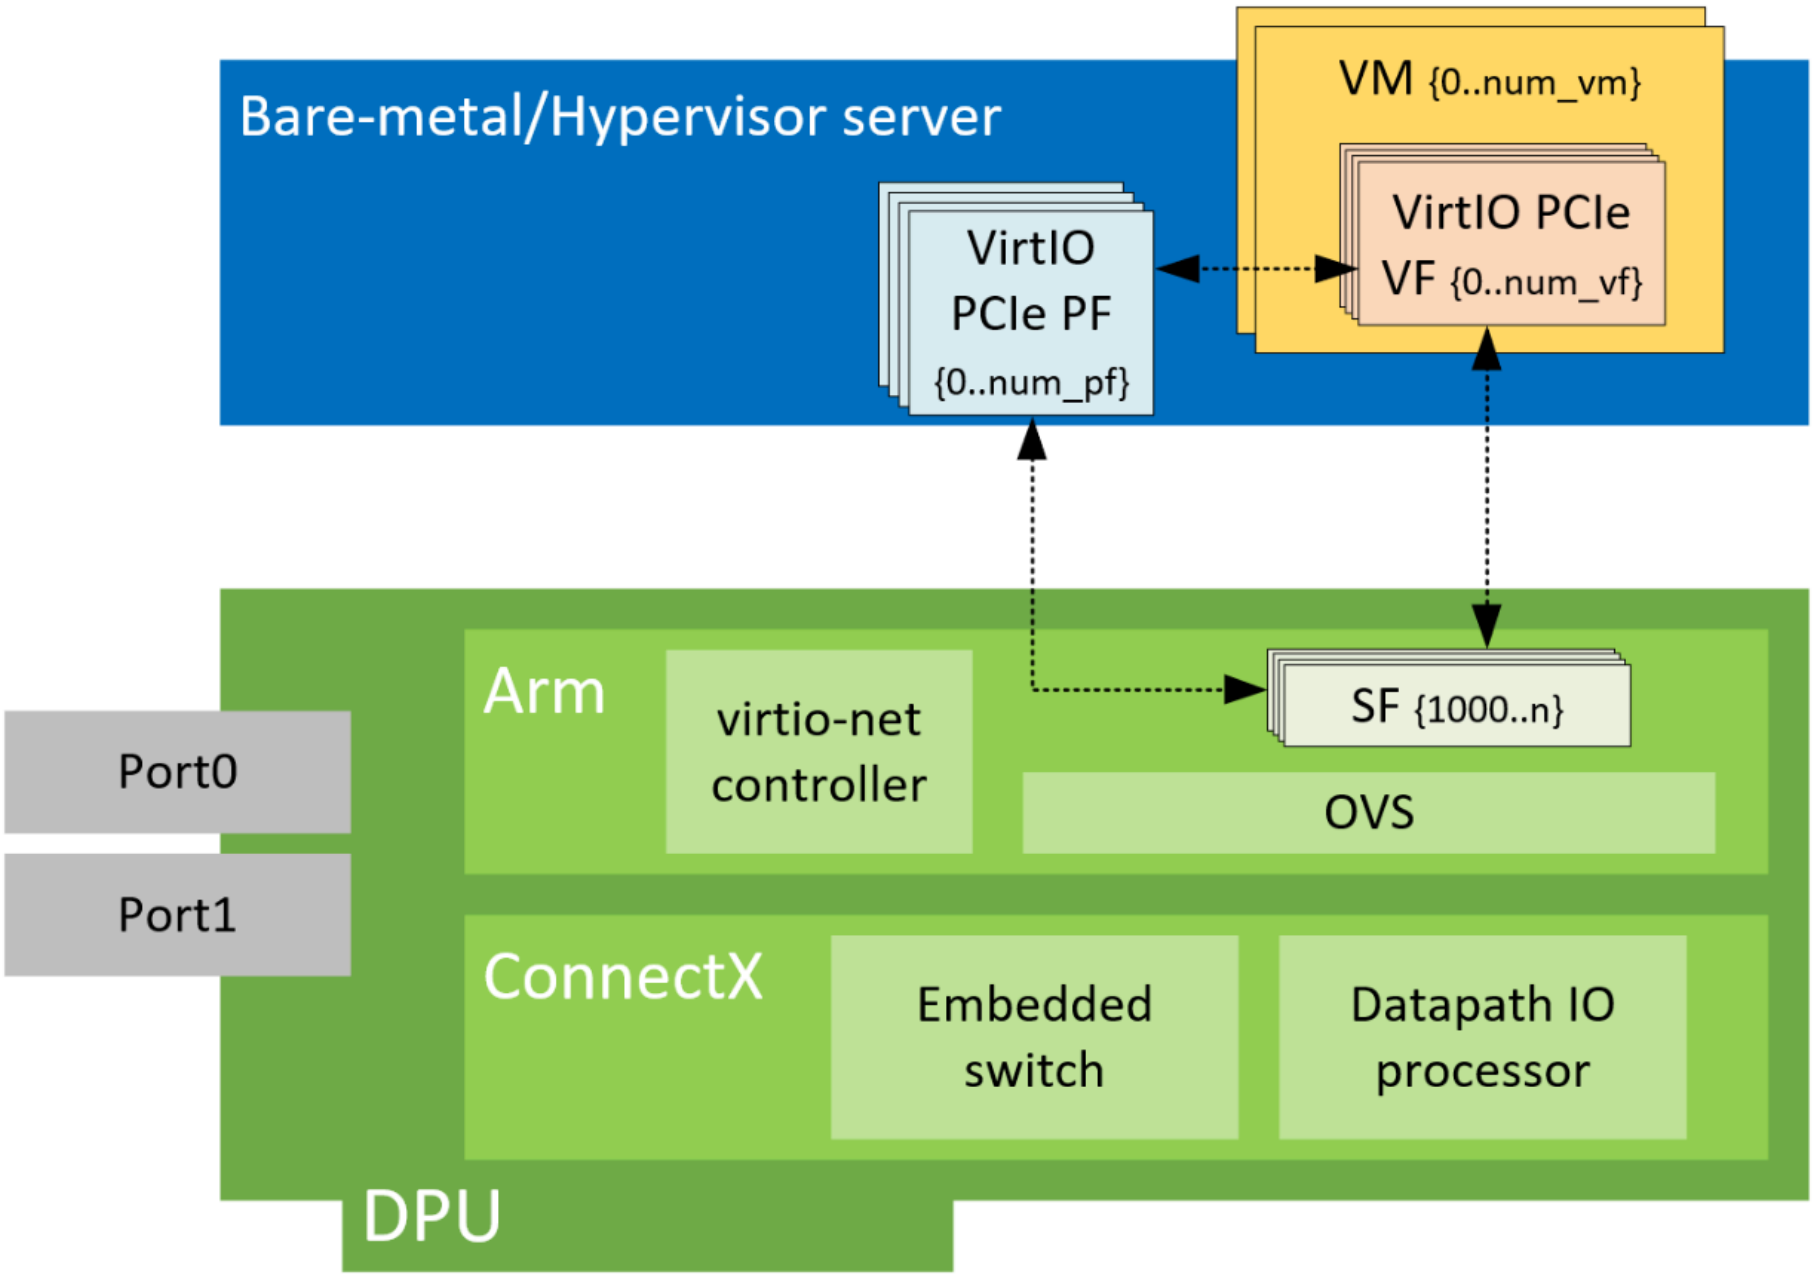 Bare-metal/Hypervisor server
VM {0..num_vm}
VirtIO PCIe
VF {0..num_vf}
VirtIO
PCIe PF
{0..num_pf}
Arm
virtio-net
controller
SF {1000..n}
OVS
Port0
Port1
ConnectX
Embedded
switch
Datapath IO
processor
DPU